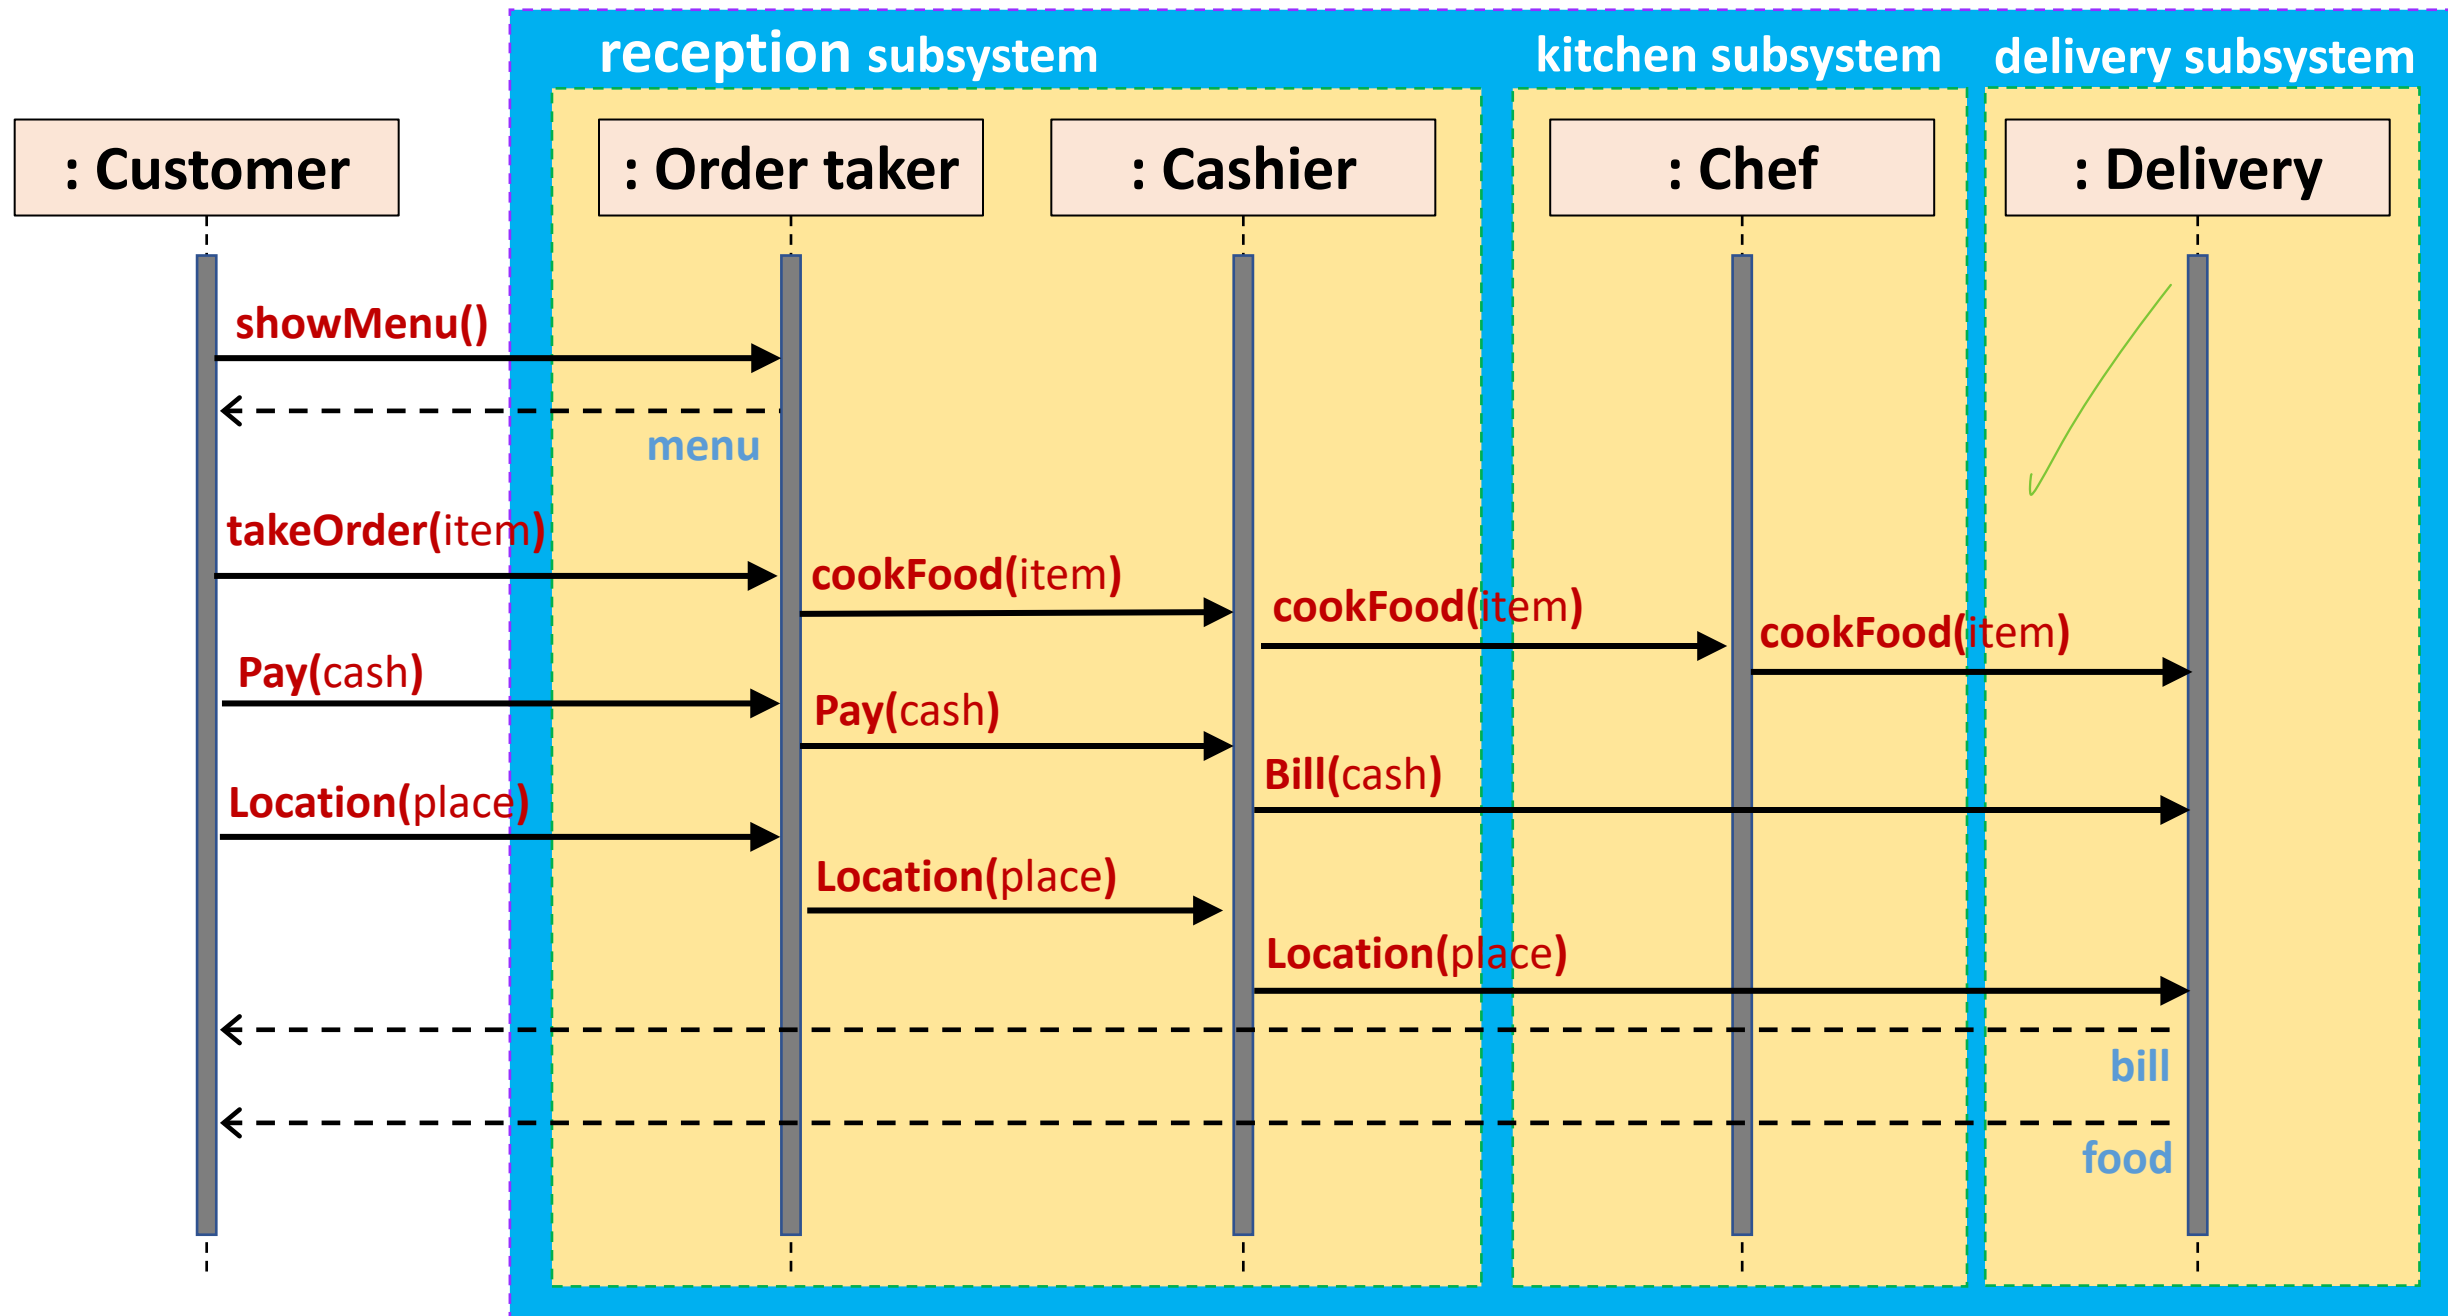 reception subsystem
kitchen subsystem
delivery subsystem
: Customer
: Order taker
: Cashier
: Chef
: Delivery
showMenu()
menu
takeOrder(item)
cookFood(item)
cookFood(item)
cookFood(item)
Pay(cash)
Pay(cash)
Bill(cash)
Location(place)
Location(place)
Location(place)
bill
food